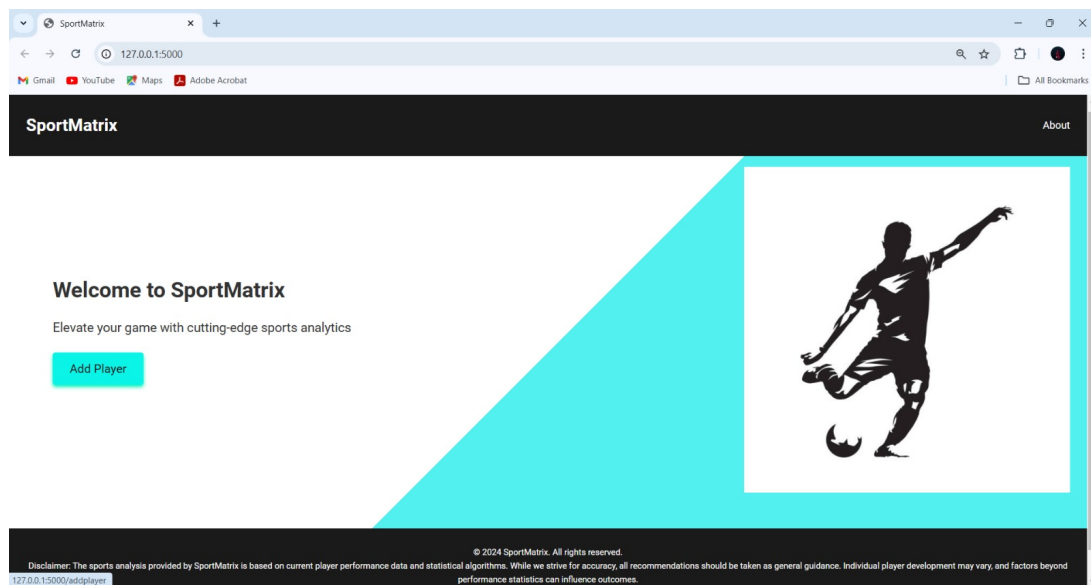 SportMatrix
127.0.0.1:5000
Gmail YouTube Maps Adobe Acrobat All Bookmarks
SportMatrix About
Welcome to SportMatrix
Elevate your game with cutting-edge sports analytics
Add Player
© 2024 SportMatrix. All rights reserved.
Disclaimer: The sports analysis provided by SportMatrix is based on current player performance data and statistical algorithms. While we strive for accuracy, all recommendations should be taken as general guidance. Individual player development may vary, and factors beyond
performance statistics can influence outcomes.
127.0.0.1:5000/addplayer